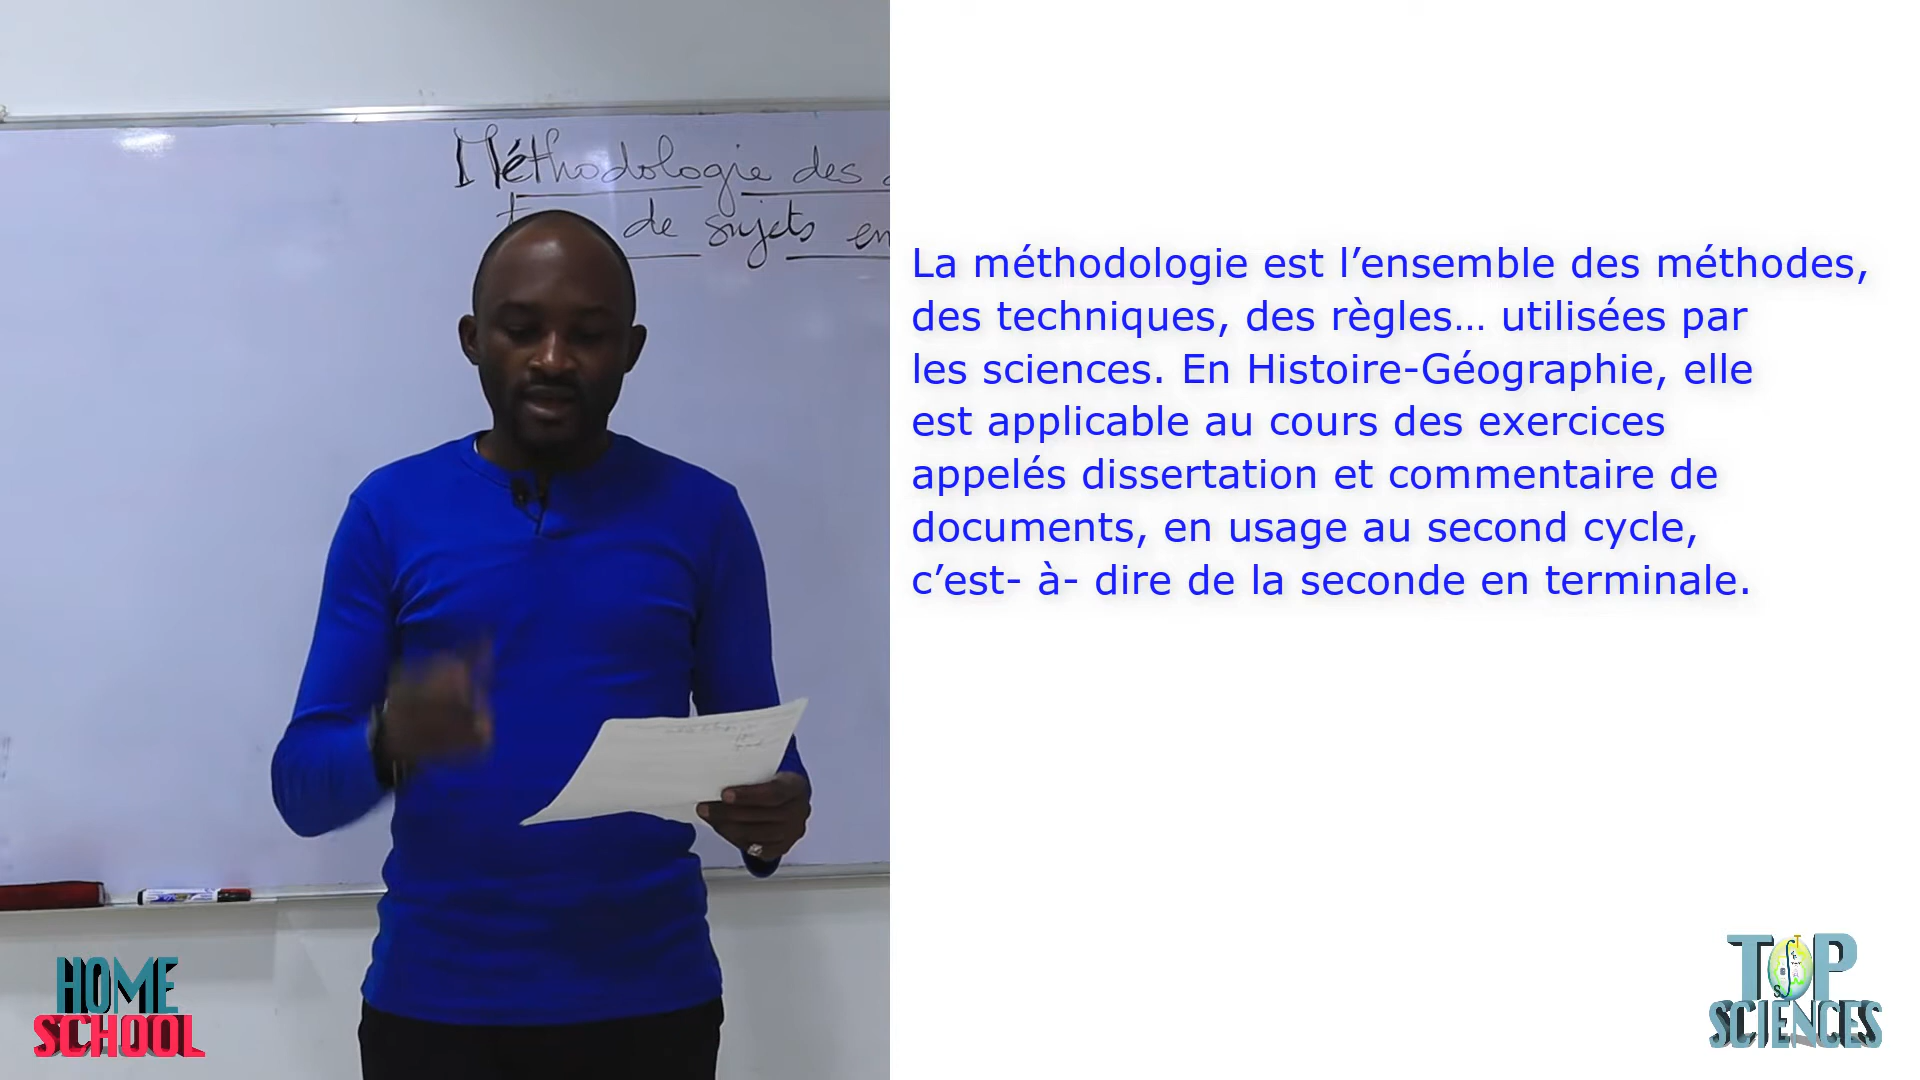 Méthodologie des
de sujets en
La méthodologie est l’ensemble des méthodes,
des techniques, des règles... utilisées par
les sciences. En Histoire-Géographie, elle
est applicable au cours des exercices
appelés dissertation et commentaire de
documents, en usage au second cycle,
c’est- à- dire de la seconde en terminale.
HOME
SCHOOL
TOP
SCIENCES